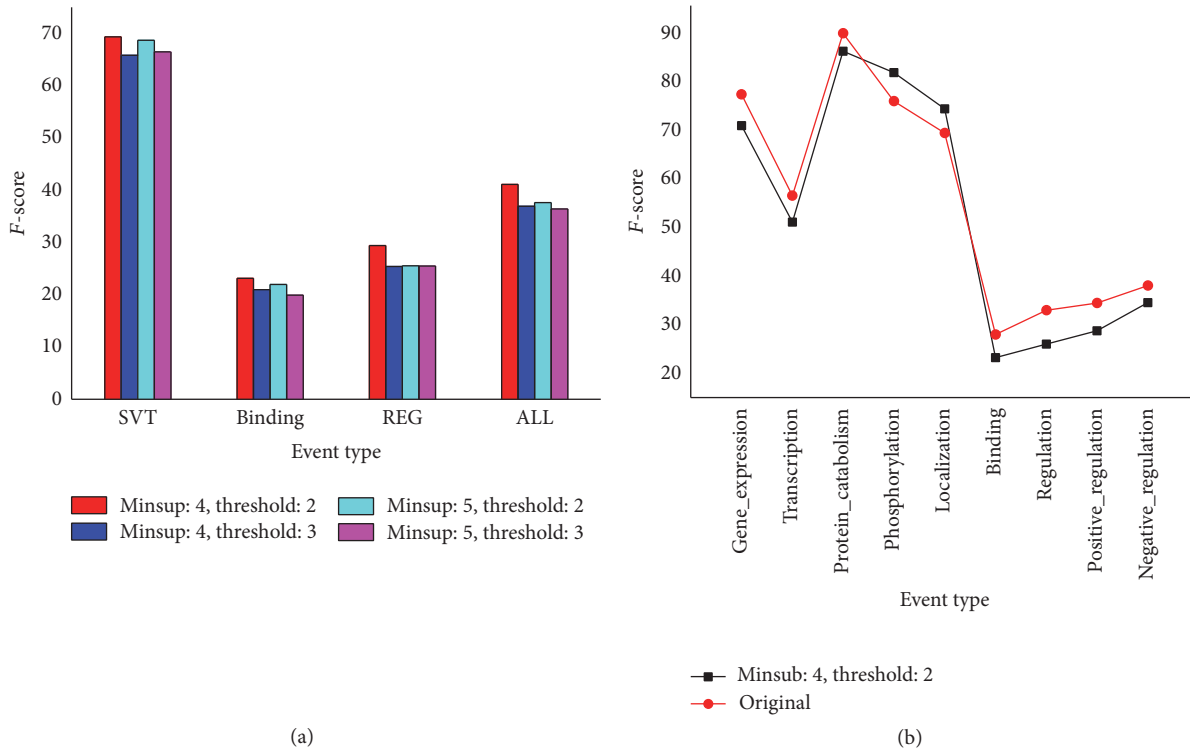 70
60
50
40
30
20
10
0
F-score
SVT
Binding
REG
ALL
Event type
Minsup: 4, threshold: 2
Minsup: 5, threshold: 2
Minsup: 4, threshold: 3
Minsup: 5, threshold: 3
(a)
90
80
70
60
50
40
30
20
F-score
Gene_expression
Transcription
Protein_catabolism
Phosphorylation
Localization
Binding
Regulation
Positive_regulation
Negative_regulation
Event type
Minsub: 4, threshold: 2
Original
(b)